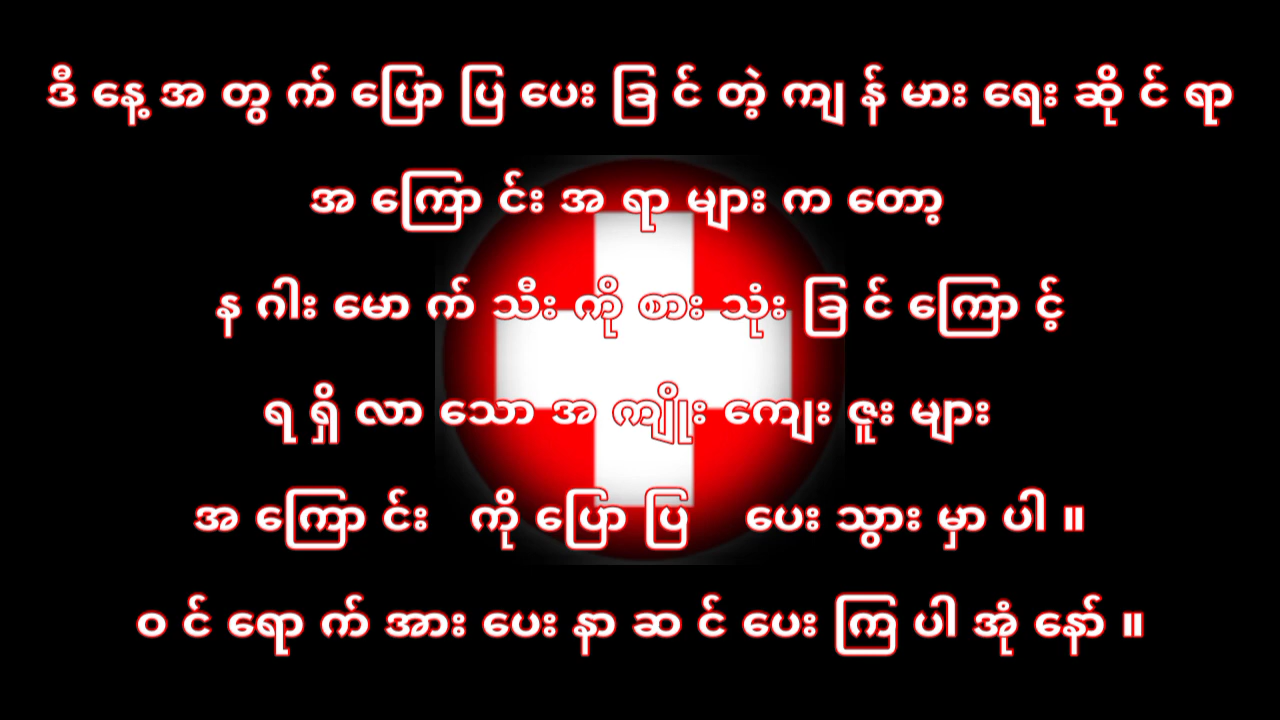 ဒီ နေ့ အ တွ က် ပြော ပြ ပေး ခြ င် တဲ့ ကျ န် မား ရေး ဆို င် ရာ
အ ကြော င်း အ ရာ များ က တော့
န ဂါး မော က် သီး ကို စား သုံး ခြ င် ကြော င့်
ရ ရှိ လာ သော အ ကျိုး ကျေး ဇူး များ
အ ကြော င်း ကို ပြော ပြ ပေး သွား မှာ ပါ ။
ဝ င် ရော က် အား ပေး နာ ဆ င် ပေး ကြ ပါ အုံ နော် ။